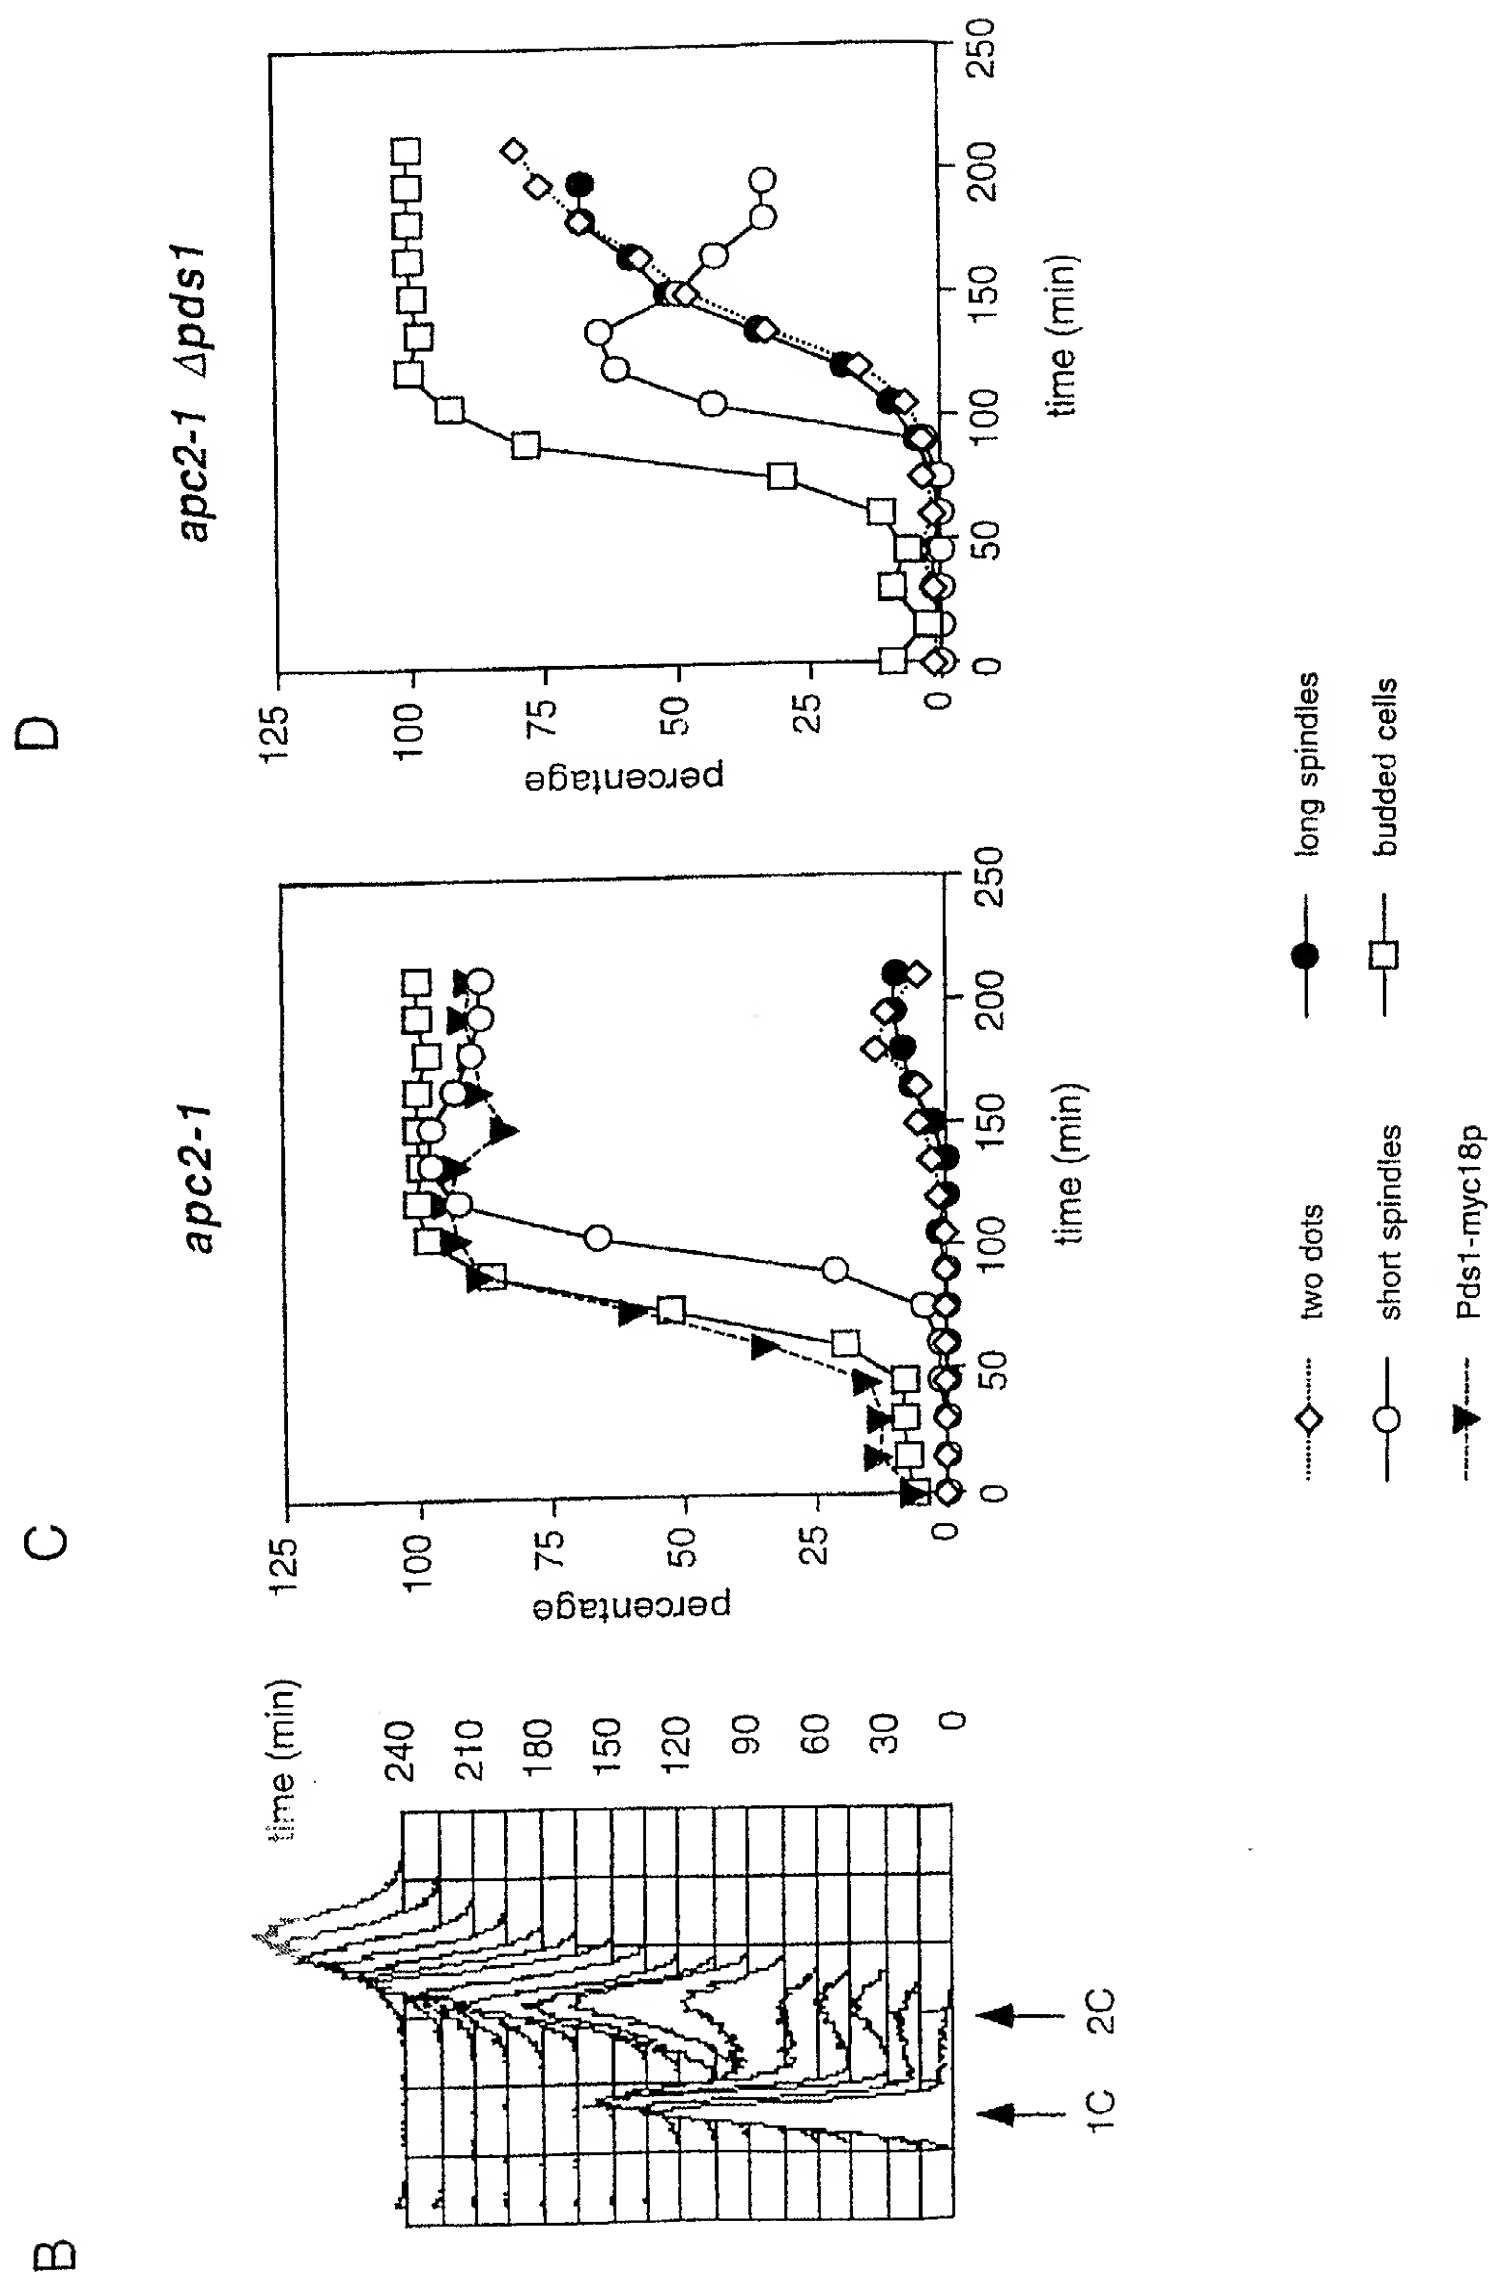 B
time (min)
240
210
180
150
120
90
60
30
0
1C
2C
C
apc2-1
percentage
125
100
75
50
25
0
0
50
100
150
200
250
time (min)
D
apc2-1 Δpds1
percentage
125
100
75
50
25
0
0
50
100
150
200
250
time (min)
two dots
long spindles
short spindles
budded cells
Pds1-myc18p